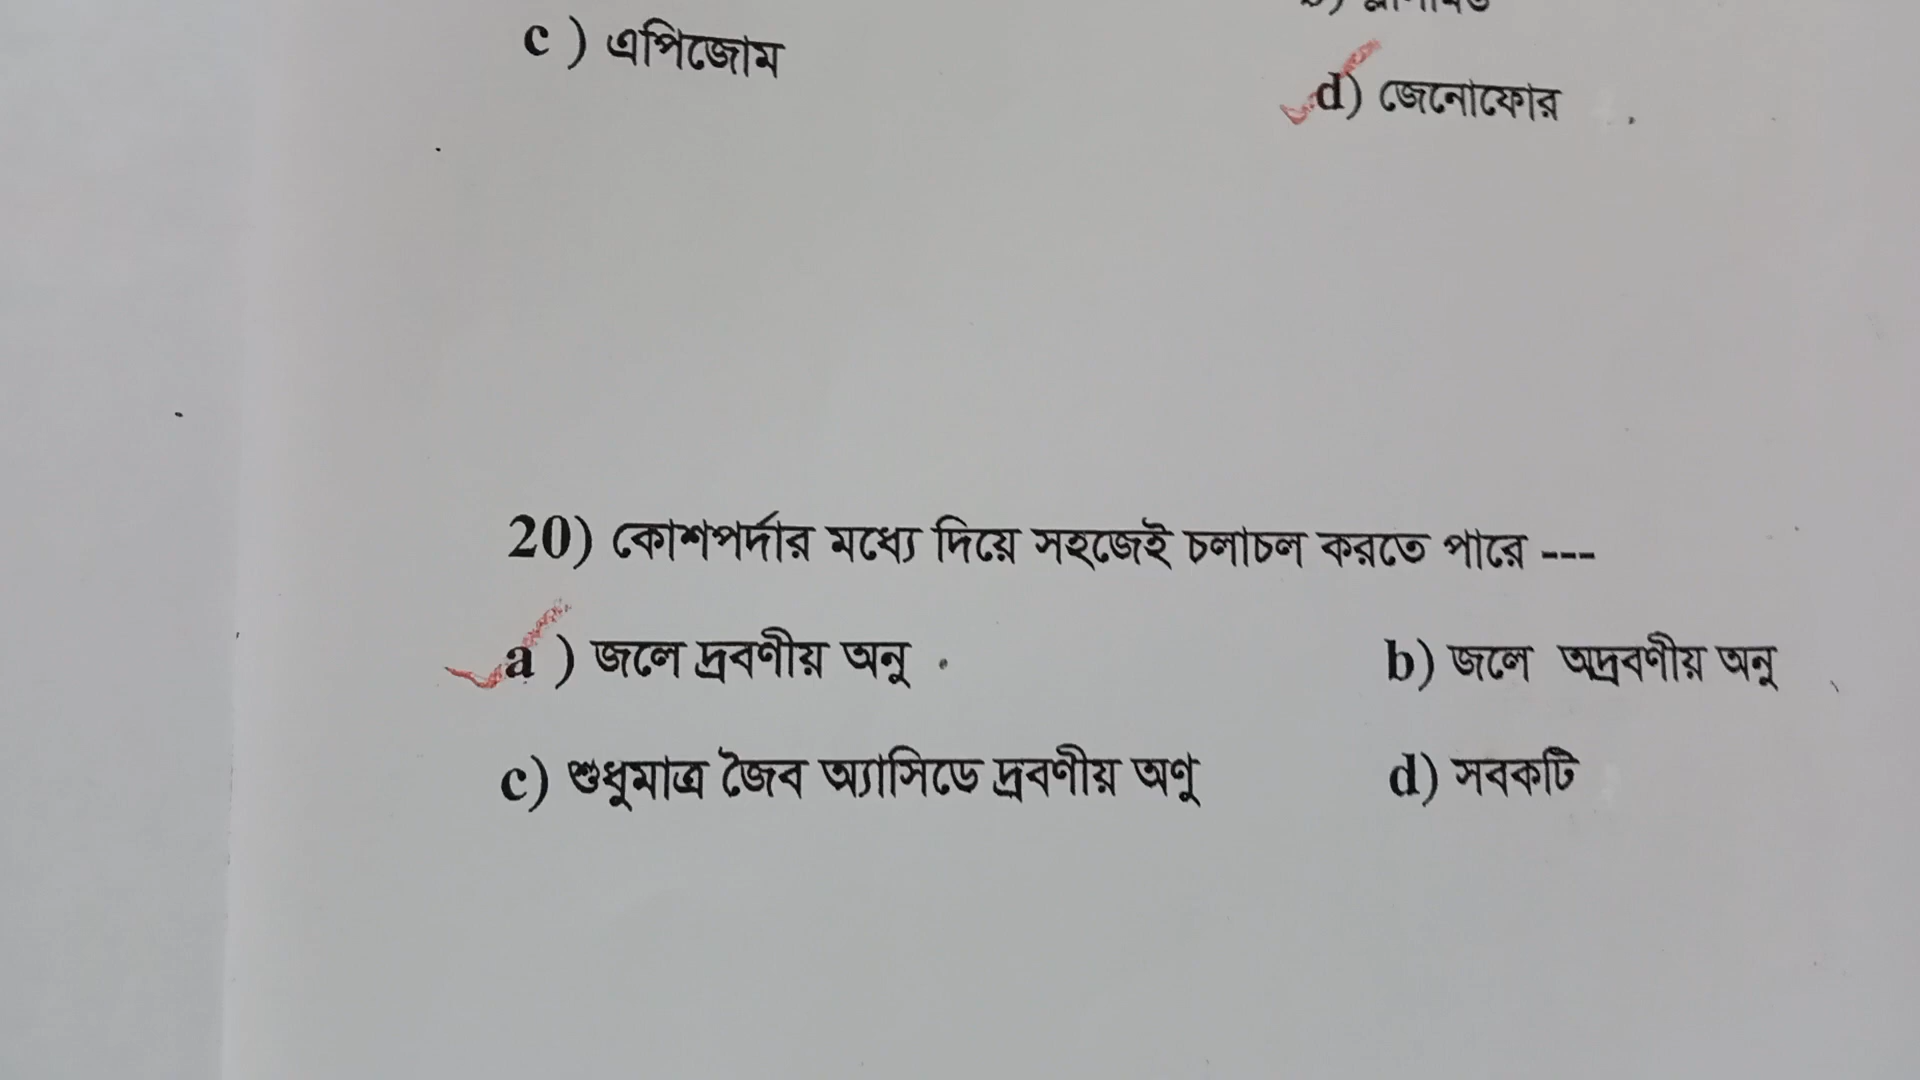 c ) এপিজোম
d) জেনোফোর
20) কোশপর্দার মধ্যে দিয়ে সহজেই চলাচল করতে পারে ---
a ) জলে দ্রবণীয় অনু
b) জলে অদ্রবণীয় অনু
c) শুধুমাত্র জৈব অ্যাসিডে দ্রবণীয় অণু
d) সবকটি